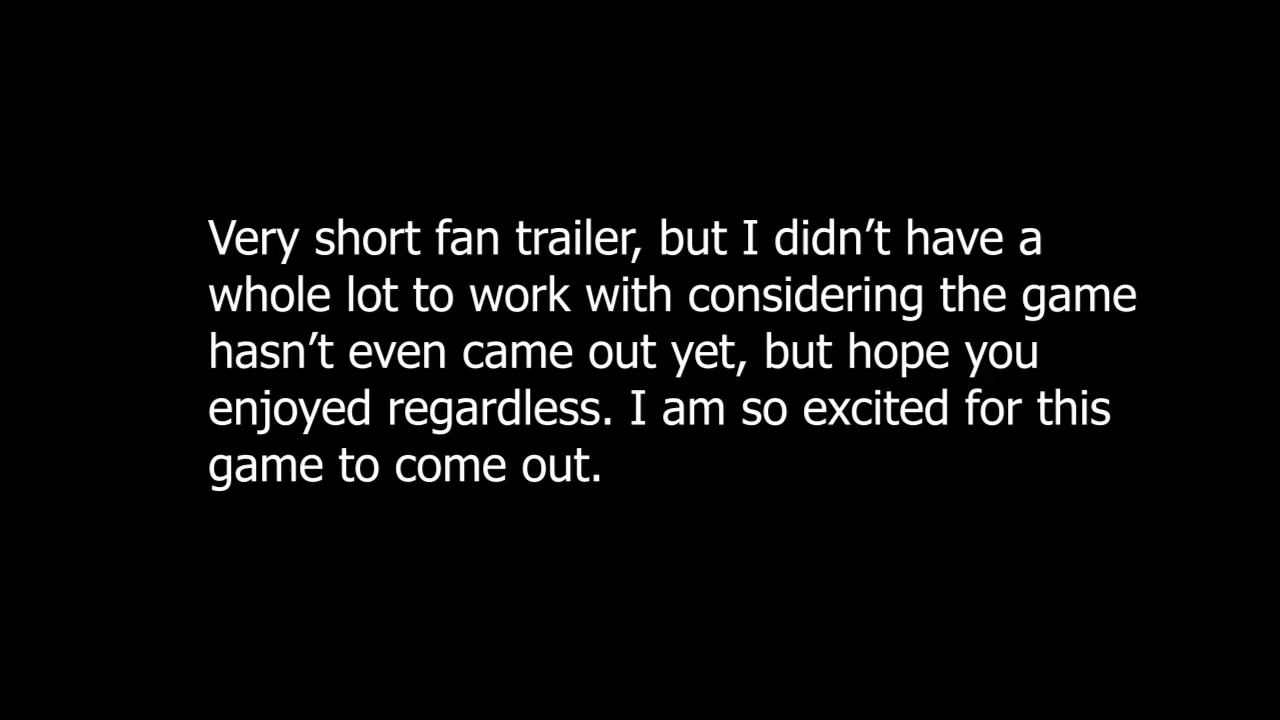 Very short fan trailer, but I didn’t have a
whole lot to work with considering the game
hasn’t even came out yet, but hope you
enjoyed regardless. I am so excited for this
game to come out.